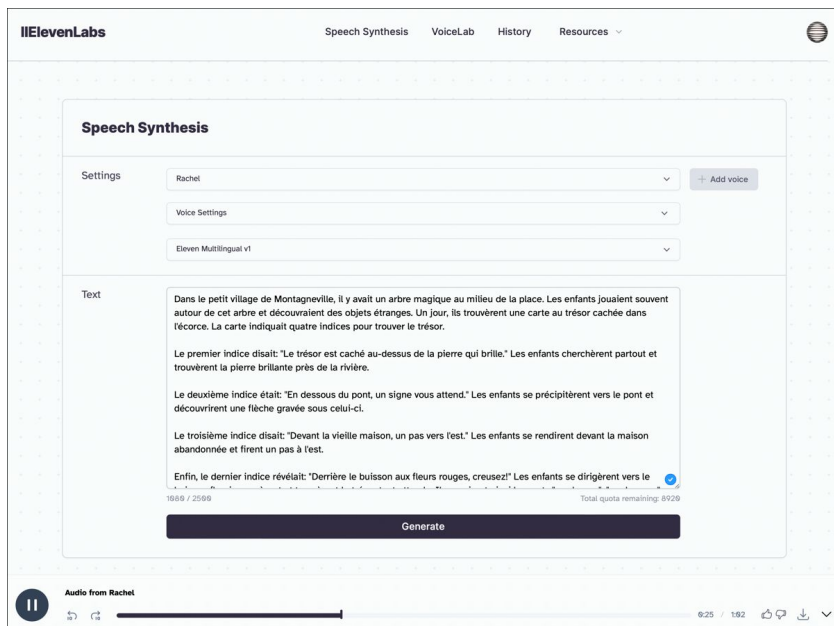 IIElevenLabs
Speech Synthesis VoiceLab History Resources
Speech Synthesis
Settings
Rachel
Add voice
Voice Settings
Eleven Multilingual v1
Text
Dans le petit village de Montagneville, il y avait un arbre magique au milieu de la place. Les enfants jouaient souvent
autour de cet arbre et découvraient des objets étranges. Un jour, ils trouvèrent une carte au trésor cachée dans
l'écorce. La carte indiquait quatre indices pour trouver le trésor.
Le premier indice disait: "Le trésor est caché au-dessus de la pierre qui brille." Les enfants cherchèrent partout et
trouvèrent la pierre brillante près de la rivière.
Le deuxième indice était: "En dessous du pont, un signe vous attend." Les enfants se précipitèrent vers le pont et
découvrirent une flèche gravée sous celui-ci.
Le troisième indice disait: "Devant la vieille maison, un pas vers l'est." Les enfants se rendirent devant la maison
abandonnée et firent un pas à l'est.
Enfin, le dernier indice révélait: "Derrière le buisson aux fleurs rouges, creusez!" Les enfants se dirigèrent vers le
1080 / 2500 Total quota remaining: 8920
Generate
Audio from Rachel
0:25 / 1:02